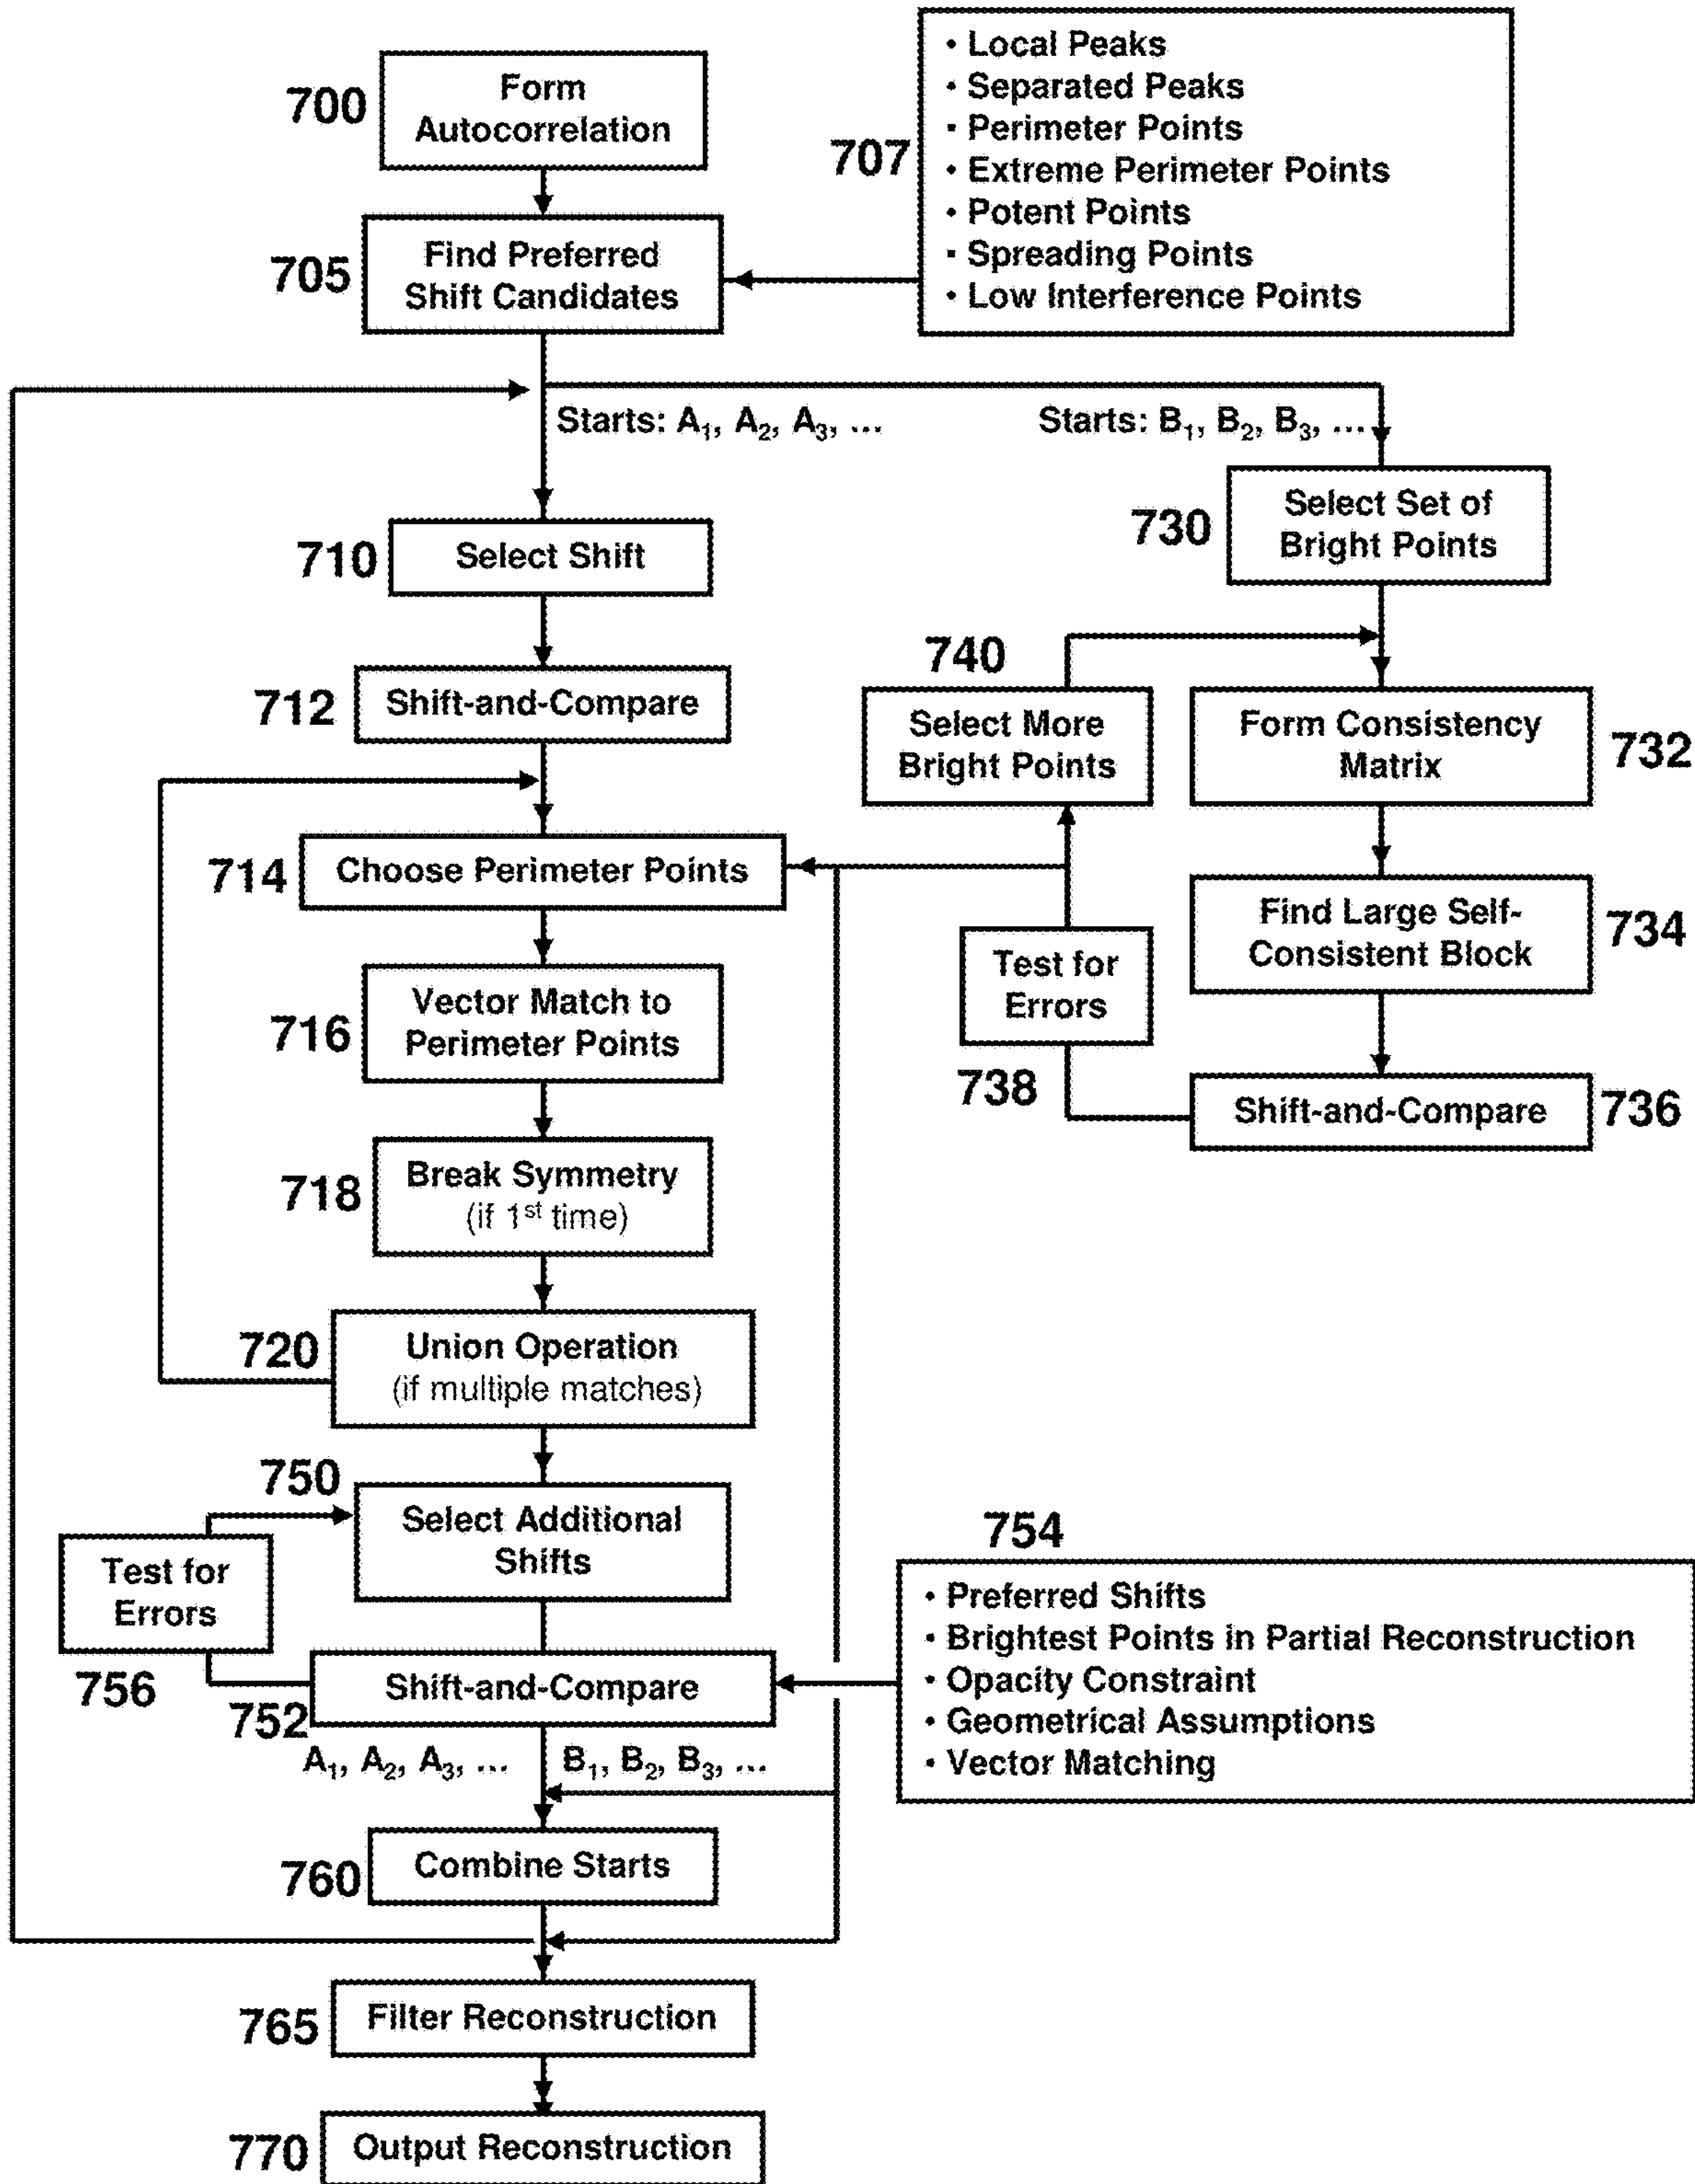 700
Form
Autocorrelation
707
• Local Peaks
• Separated Peaks
• Perimeter Points
• Extreme Perimeter Points
• Potent Points
• Spreading Points
• Low Interference Points
705
Find Preferred
Shift Candidates
Starts: A₁, A₂, A₃, ...
Starts: B₁, B₂, B₃, ...
710
Select Shift
730
Select Set of
Bright Points
712
Shift-and-Compare
740
Select More
Bright Points
Form Consistency
Matrix
732
714
Choose Perimeter Points
Find Large Self-
Consistent Block
734
716
Vector Match to
Perimeter Points
Test for
Errors
738
Shift-and-Compare
736
718
Break Symmetry
(if 1st time)
720
Union Operation
(if multiple matches)
750
Select Additional
Shifts
Test for
Errors
756
752
Shift-and-Compare
754
• Preferred Shifts
• Brightest Points in Partial Reconstruction
• Opacity Constraint
• Geometrical Assumptions
• Vector Matching
A₁, A₂, A₃, ...
B₁, B₂, B₃, ...
760
Combine Starts
765
Filter Reconstruction
770
Output Reconstruction